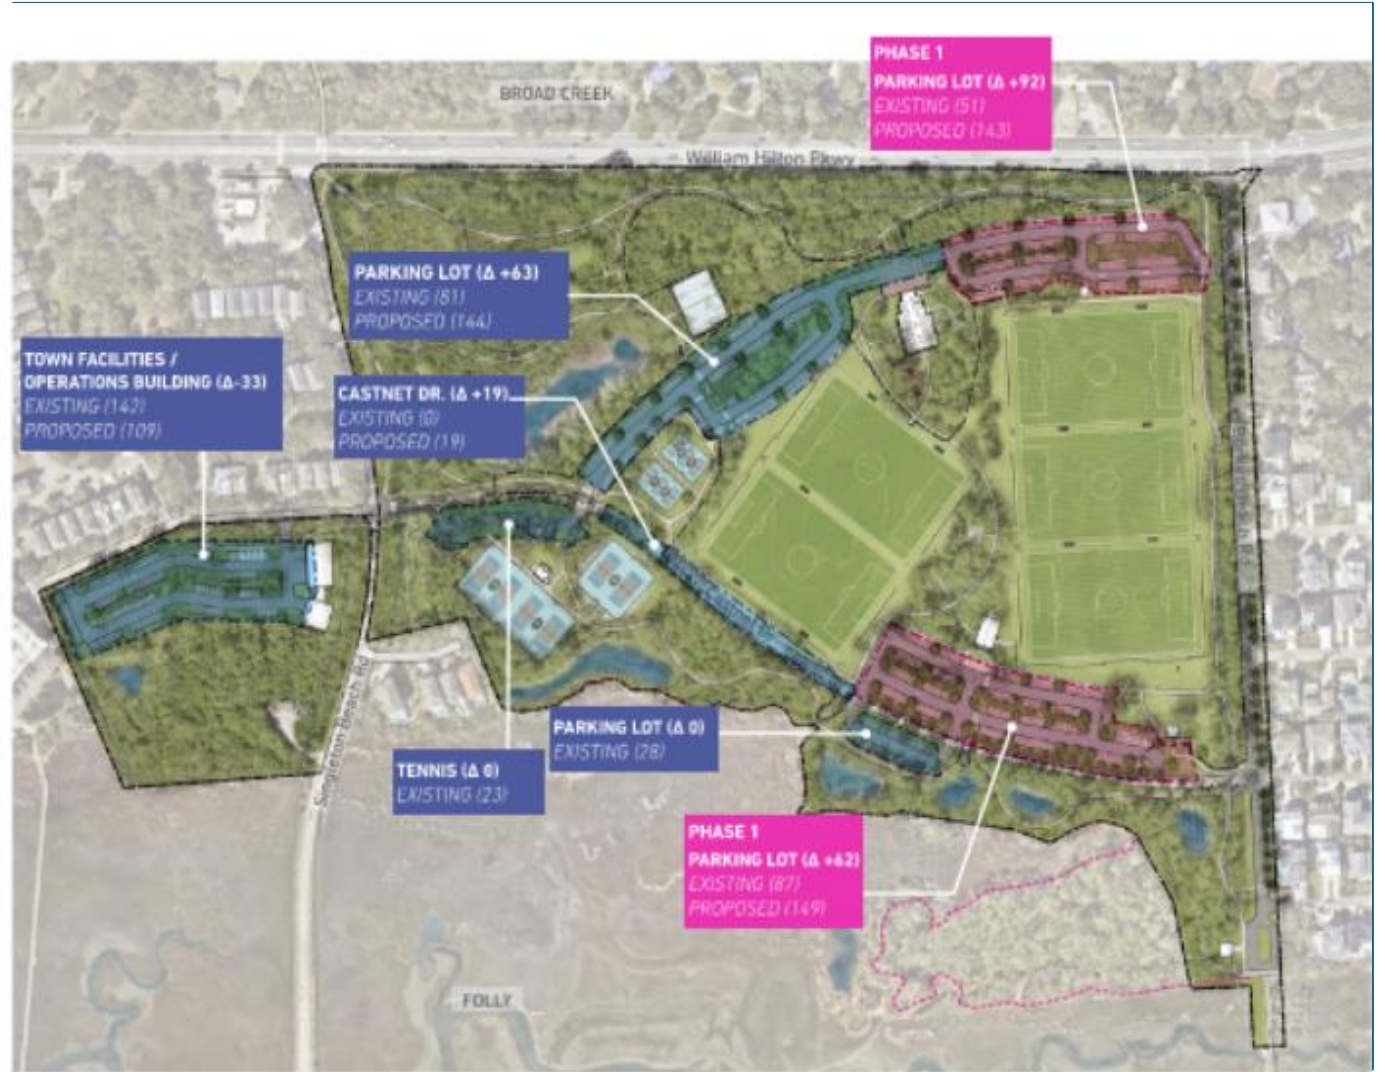 PHASE 1
PARKING LOT (Δ +92)
EXISTING (51)
PROPOSED (143)
BROAD CREEK
William Hilton Pkwy
PARKING LOT (Δ +63)
EXISTING (81)
PROPOSED (144)
TOWN FACILITIES /
OPERATIONS BUILDING (Δ-33)
EXISTING (142)
PROPOSED (109)
CASTNET DR. (Δ +19)
EXISTING (0)
PROPOSED (19)
PARKING LOT (Δ 0)
EXISTING (28)
TENNIS (Δ 0)
EXISTING (23)
Singleton Beach Rd
PHASE 1
PARKING LOT (Δ +62)
EXISTING (87)
PROPOSED (149)
FOLLY